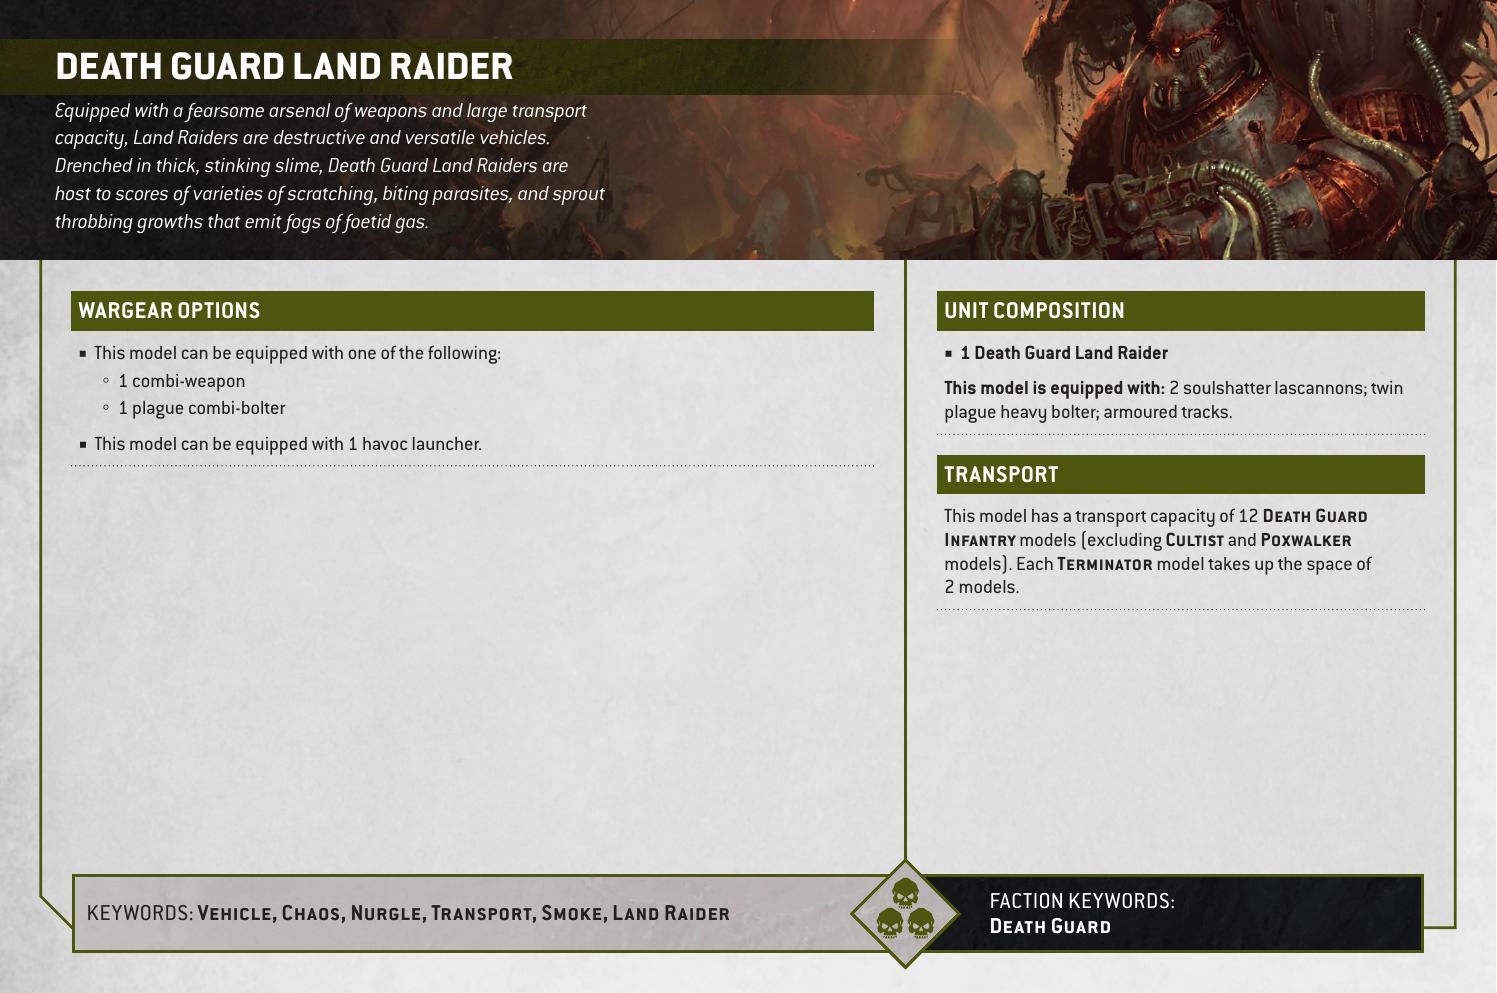 DEATH GUARD LAND RAIDER
Equipped with a fearsome arsenal of weapons and large transport
capacity, Land Raiders are destructive and versatile vehicles.
Drenched in thick, stinking slime, Death Guard Land Raiders are
host to scores of varieties of scratching, biting parasites, and sprout
throbbing growths that emit fogs of foetid gas.
WARGEAR OPTIONS
■ This model can be equipped with one of the following:
◦ 1 combi-weapon
◦ 1 plague combi-bolter
■ This model can be equipped with 1 havoc launcher.
UNIT COMPOSITION
■ 1 Death Guard Land Raider
This model is equipped with: 2 soulshatter lascannons; twin
plague heavy bolter; armoured tracks.
TRANSPORT
This model has a transport capacity of 12 DEATH GUARD
INFANTRY models (excluding CULTIST and POXWALKER
models). Each TERMINATOR model takes up the space of
2 models.
KEYWORDS: VEHICLE, CHAOS, NURGLE, TRANSPORT, SMOKE, LAND RAIDER
FACTION KEYWORDS:
DEATH GUARD